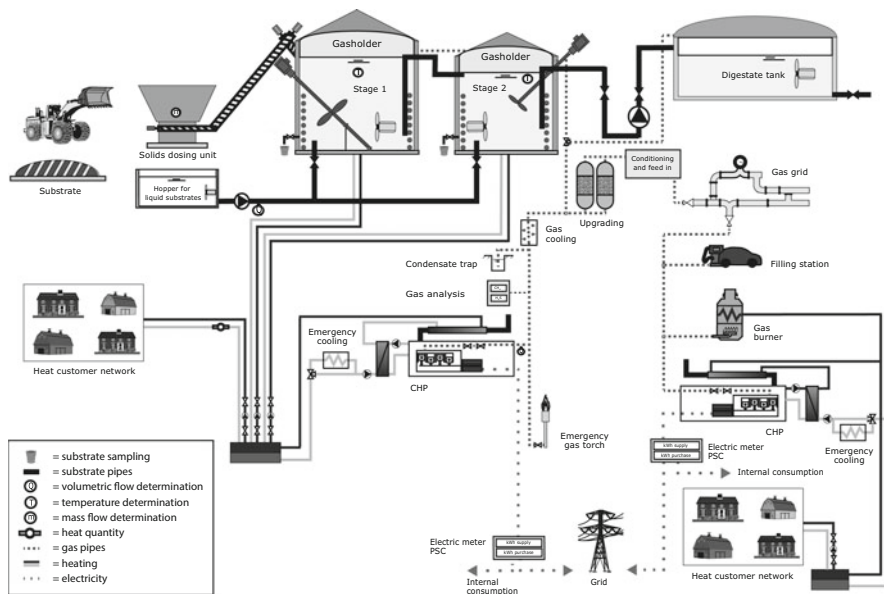 Gasholder
Stage 1
T
Gasholder
Stage 2
T
Digestate tank
m
Solids dosing unit
Substrate
Hopper for
liquid substrates
Conditioning
and feed in
Upgrading
Gas grid
Gas
cooling
Condensate trap
Gas analysis
Filling station
Gas
burner
Heat customer network
Emergency
cooling
CHP
Emergency
gas torch
CHP
Emergency
cooling
kWh supply
kWh purchase
Electric meter
PSC
Internal consumption
Electric meter
PSC
kWh supply
kWh purchase
Internal
consumption
Grid
Heat customer network
= substrate sampling
= substrate pipes
Q = volumetric flow determination
T = temperature determination
m = mass flow determination
= heat quantity
= gas pipes
= heating
= electricity